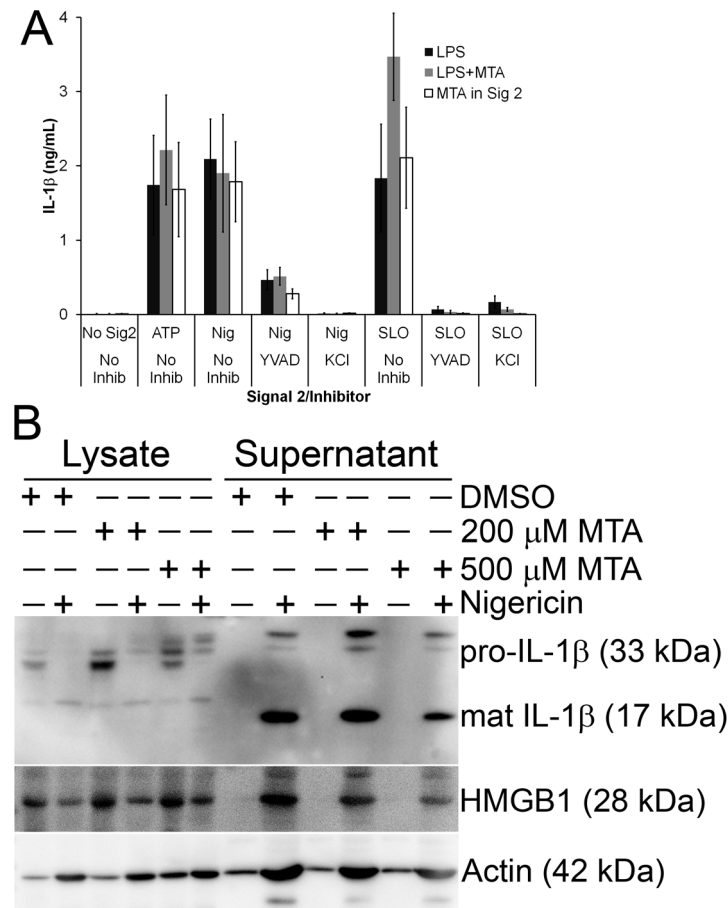 A
4
3
2
1
0
IL-1β (ng/mL)
LPS
LPS+MTA
MTA in Sig 2
No Sig2 ATP Nig Nig Nig SLO SLO SLO
No Inhib No Inhib No Inhib YVAD KCl No Inhib YVAD KCl
Signal 2/Inhibitor
B
Lysate Supernatant
+ + − − − − + + − − − − DMSO
− − + + − − − − + + − − 200 μM MTA
− − − − + + − − − − + + 500 μM MTA
− + − + − + − + − + − + Nigericin
pro-IL-1β (33 kDa)
mat IL-1β (17 kDa)
HMGB1 (28 kDa)
Actin (42 kDa)